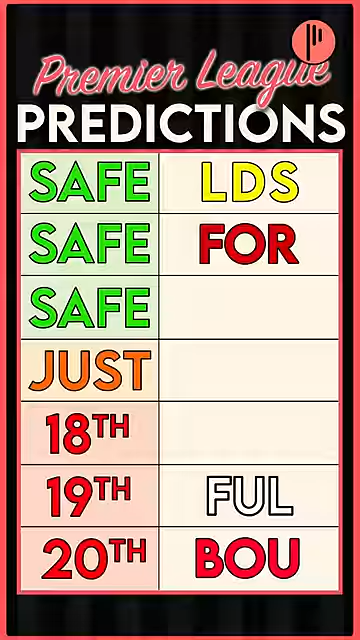 Premier League
PREDICTIONS
SAFE LDS
SAFE FOR
SAFE
JUST
18TH
19TH FUL
20TH BOU